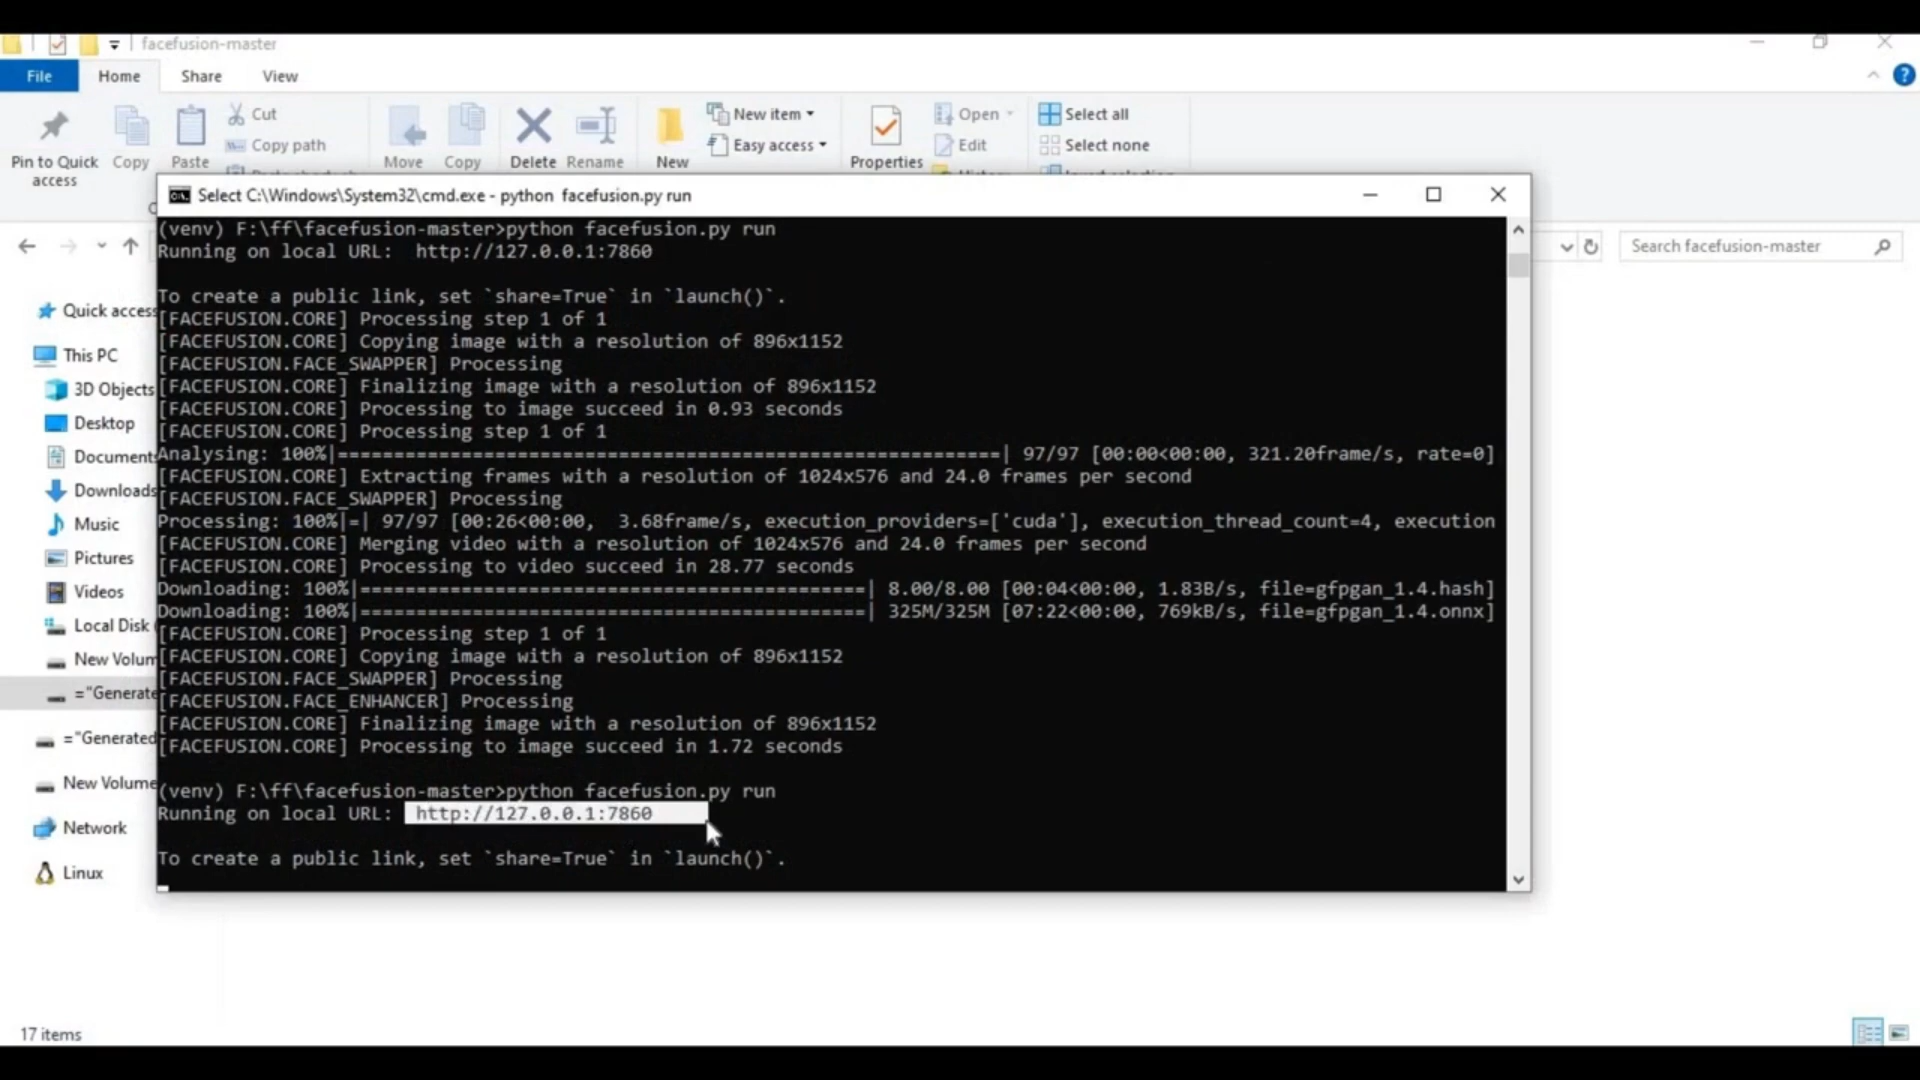 facefusion-master
File Home Share View
Pin to Quick access
Copy
Paste
Cut
Copy path
Move
Copy
Delete
Rename
New
New item
Easy access
Properties
Open
Edit
History
Select all
Select none
Invert selection
Search facefusion-master
Select C:\Windows\System32\cmd.exe - python  facefusion.py run
(venv) F:\ff\facefusion-master>python facefusion.py run
Running on local URL:  http://127.0.0.1:7860
To create a public link, set `share=True` in `launch()`.
[FACEFUSION.CORE] Processing step 1 of 1
[FACEFUSION.CORE] Copying image with a resolution of 896x1152
[FACEFUSION.FACE_SWAPPER] Processing
[FACEFUSION.CORE] Finalizing image with a resolution of 896x1152
[FACEFUSION.CORE] Processing to image succeed in 0.93 seconds
[FACEFUSION.CORE] Processing step 1 of 1
Analysing: 100%|===========================================================| 97/97 [00:00<00:00, 321.20frame/s, rate=0]
[FACEFUSION.CORE] Extracting frames with a resolution of 1024x576 and 24.0 frames per second
[FACEFUSION.FACE_SWAPPER] Processing
Processing: 100%|=| 97/97 [00:26<00:00,  3.68frame/s, execution_providers=['cuda'], execution_thread_count=4, execution
[FACEFUSION.CORE] Merging video with a resolution of 1024x576 and 24.0 frames per second
[FACEFUSION.CORE] Processing to video succeed in 28.77 seconds
Downloading: 100%|=============================================| 8.00/8.00 [00:04<00:00, 1.83B/s, file=gfpgan_1.4.hash]
Downloading: 100%|=============================================| 325M/325M [07:22<00:00, 769kB/s, file=gfpgan_1.4.onnx]
[FACEFUSION.CORE] Processing step 1 of 1
[FACEFUSION.CORE] Copying image with a resolution of 896x1152
[FACEFUSION.FACE_SWAPPER] Processing
[FACEFUSION.FACE_ENHANCER] Processing
[FACEFUSION.CORE] Finalizing image with a resolution of 896x1152
[FACEFUSION.CORE] Processing to image succeed in 1.72 seconds
(venv) F:\ff\facefusion-master>python facefusion.py run
Running on local URL:  http://127.0.0.1:7860
To create a public link, set `share=True` in `launch()`.
Quick access
This PC
3D Objects
Desktop
Document
Downloads
Music
Pictures
Videos
Local Disk (
New Volum
="Generate
="Generated
New Volume
Network
Linux
17 items